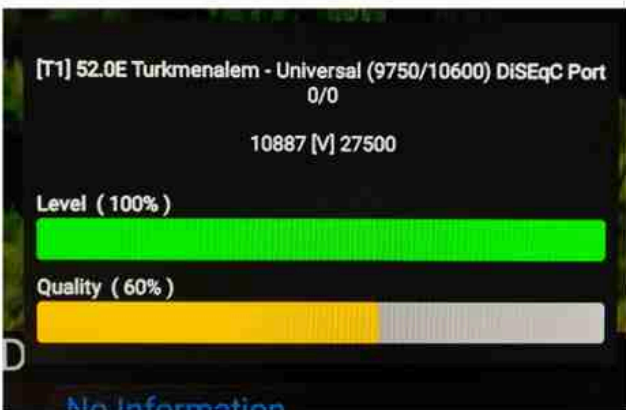 [T1] 52.0E Turkmenalem - Universal (9750/10600) DiSEqC Port
0/0
10887 [V] 27500
Level ( 100% )
Quality ( 60% )
D
No Information